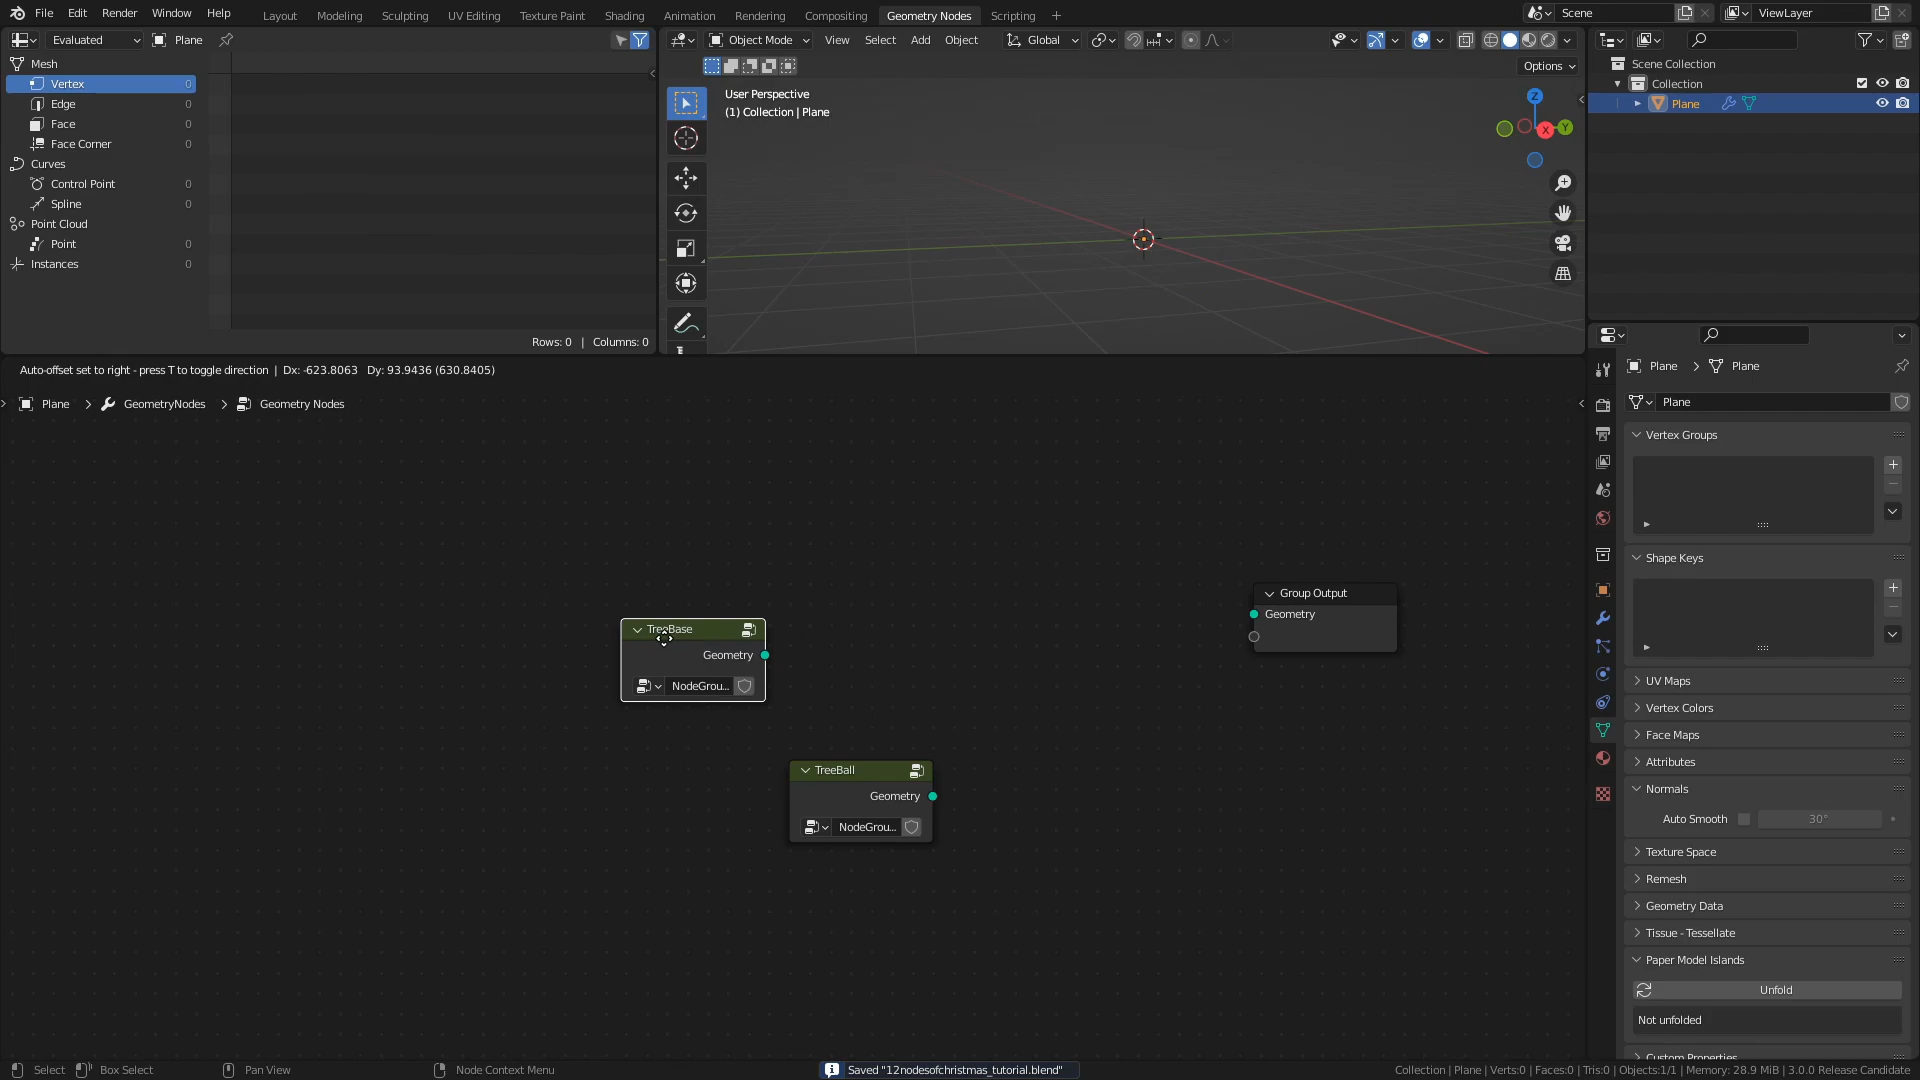 File Edit Render Window Help Layout Modeling Sculpting UV Editing Texture Paint Shading Animation Rendering Compositing Geometry Nodes Scripting + Scene ViewLayer
Evaluated Plane
Mesh
Vertex 0
Edge 0
Face 0
Face Corner 0
Curves
Control Point 0
Spline 0
Point Cloud
Point 0
Instances 0
Rows: 0 | Columns: 0
Object Mode View Select Add Object Global
Options
User Perspective
(1) Collection | Plane
Z
X
Y
Scene Collection
Collection
Plane
Auto-offset set to right - press T to toggle direction | Dx: -623.8063 Dy: 93.9436 (630.8405)
Plane > GeometryNodes > Geometry Nodes
TreeBase
Geometry
NodeGrou...
TreeBall
Geometry
NodeGrou...
Group Output
Geometry
Plane > Plane
Plane
Vertex Groups
Shape Keys
UV Maps
Vertex Colors
Face Maps
Attributes
Normals
Auto Smooth 30°
Texture Space
Remesh
Geometry Data
Tissue - Tessellate
Paper Model Islands
Unfold
Not unfolded
Custom Properties
Select Box Select Pan View Node Context Menu Saved "12nodesofchristmas_tutorial.blend" Collection | Plane | Verts:0 | Faces:0 | Tris:0 | Objects:1/1 | Memory: 28.9 MiB | 3.0.0 Release Candidate